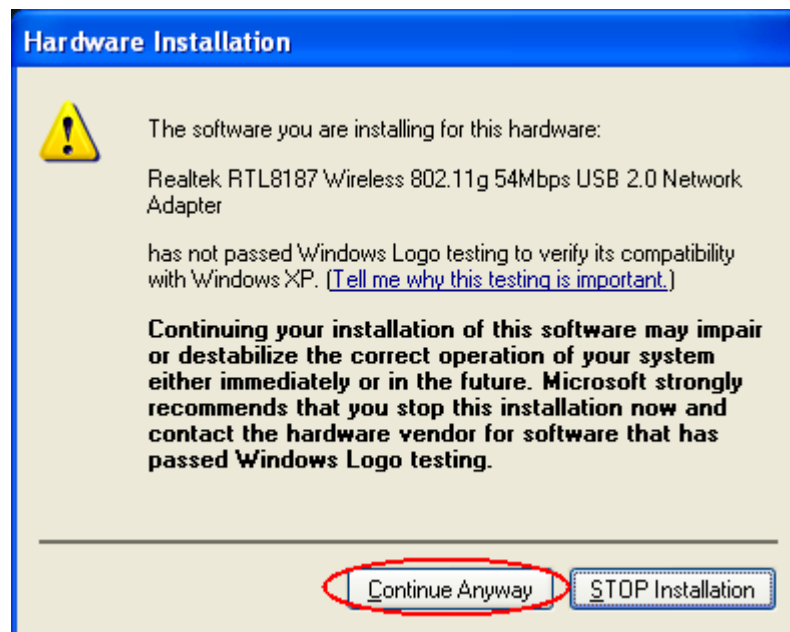 Hardware Installation
The software you are installing for this hardware:
Realtek RTL8187 Wireless 802.11g 54Mbps USB 2.0 Network
Adapter
has not passed Windows Logo testing to verify its compatibility
with Windows XP. (Tell me why this testing is important.)
Continuing your installation of this software may impair
or destabilize the correct operation of your system
either immediately or in the future. Microsoft strongly
recommends that you stop this installation now and
contact the hardware vendor for software that has
passed Windows Logo testing.
Continue Anyway STOP Installation